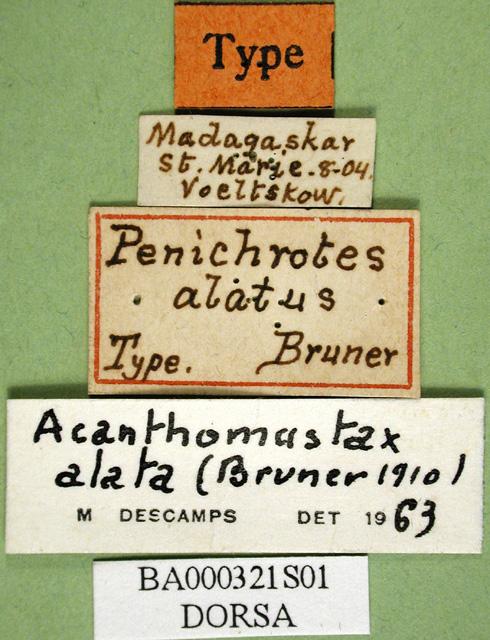 Type
Madagaskar
St. Marie. 8-04.
Voeltskow.
Penichrotes
alatus
Type. Bruner
Acanthomastax
alata (Bruner 1910)
M DESCAMPS DET 1963
BA000321S01
DORSA